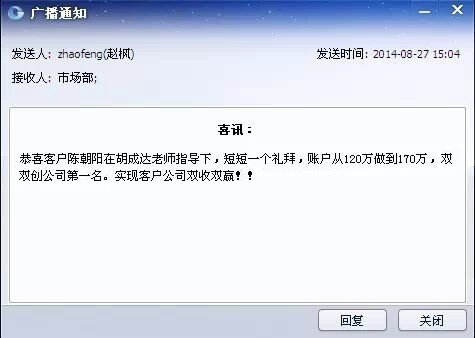 广播通知
发送人: zhaofeng(赵枫) 发送时间: 2014-08-27 15:04
接收人: 市场部;
喜讯：
恭喜客户陈朝阳在胡成达老师指导下，短短一个礼拜，账户从120万做到170万，双
双创公司第一名。实现客户公司双收双赢！！
回复 关闭